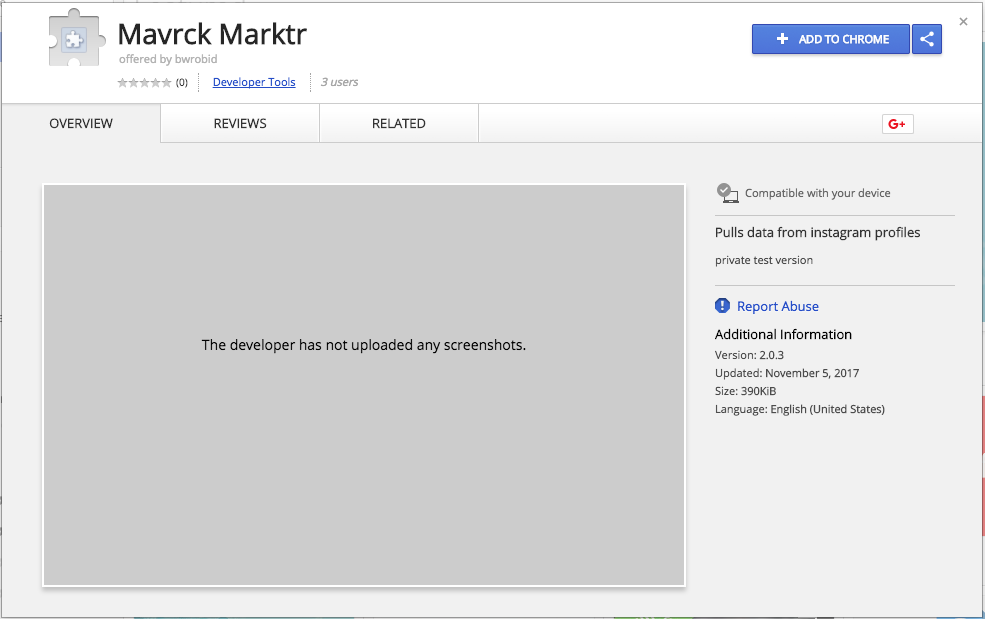 Mavrck Marktr
offered by bwrobid
(0) Developer Tools 3 users
+ ADD TO CHROME
OVERVIEW REVIEWS RELATED
G+
The developer has not uploaded any screenshots.
Compatible with your device
Pulls data from instagram profiles
private test version
Report Abuse
Additional Information
Version: 2.0.3
Updated: November 5, 2017
Size: 390KiB
Language: English (United States)